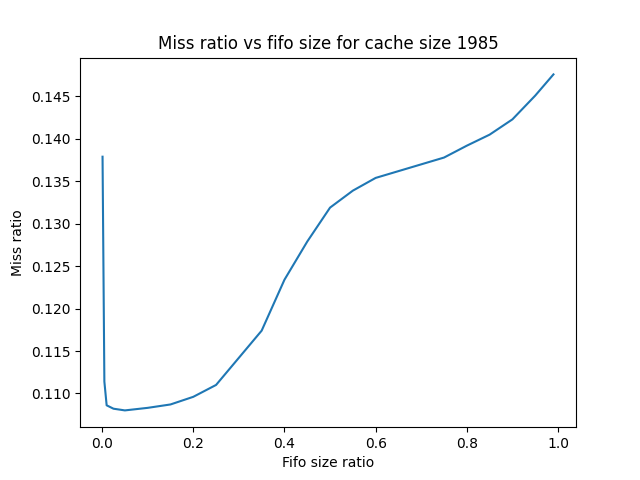 Miss ratio vs fifo size for cache size 1985
0.145
0.140
0.135
0.130
0.125
0.120
0.115
0.110
Miss ratio
0.0 0.2 0.4 0.6 0.8 1.0
Fifo size ratio